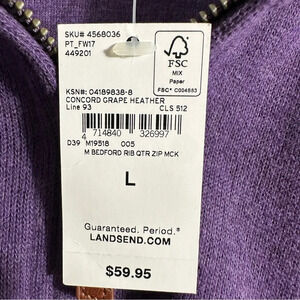 SKU# 4568036
PT_FW17
449201
FSC
MIX
Paper
FSC® C004553
KSN#: 04189838-8
CONCORD GRAPE HEATHER
Line 93 CLS 512
4 714840 326997
D39 M19518 005
M BEDFORD RIB QTR ZIP MCK
L
Guaranteed. Period.®
LANDSEND.COM
$59.95